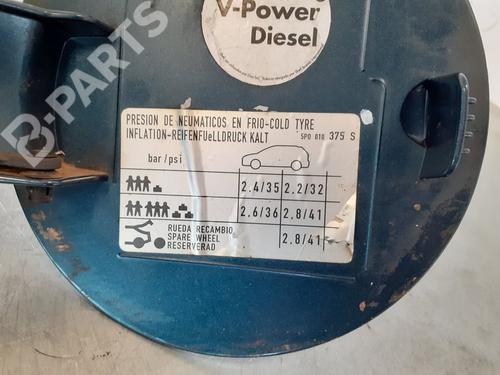 V-Power
Diesel
B-PARTS
PRESION DE NEUMATICOS EN FRIO-COLD TYRE
INFLATION-REIFENFUeLLDRUCK KALT 5P0 010 375 S
bar/psi
2.4/35 2.2/32
2.6/36 2.8/41
RUEDA RECAMBIO
SPARE WHEEL
RESERVERAD
2.8/41